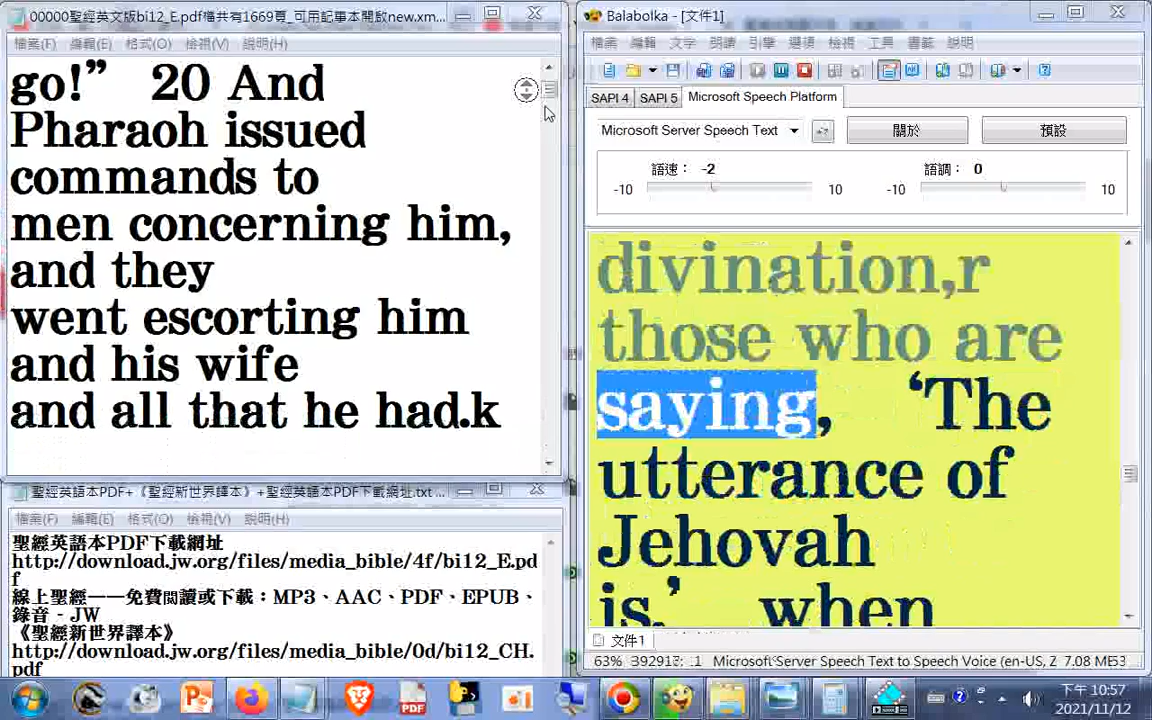 00000聖經英文版bi12_E.pdf檔共有1669頁_可用記事本開啟new.xm...
檔案(F) 編輯(E) 格式(O) 檢視(V) 說明(H)
go!” 20 And
Pharaoh issued
commands to
men concerning him,
and they
went escorting him
and his wife
and all that he had.k
聖經英語本PDF+《聖經新世界譯本》+聖經英語本PDF下載網址.txt ...
檔案(F) 編輯(E) 格式(O) 檢視(V) 說明(H)
聖經英語本PDF下載網址
http://download.jw.org/files/media_bible/4f/bi12_E.pd
f
線上聖經——免費閱讀或下載：MP3、AAC、PDF、EPUB、
錄音 - JW
《聖經新世界譯本》
http://download.jw.org/files/media_bible/0d/bi12_CH.
pdf
Balabolka - [文件1]
檔案 編輯 文字 朗讀 引擎 選項 檢視 工具 書籤 說明
SAPI 4 SAPI 5 Microsoft Speech Platform
Microsoft Server Speech Text 關於 預設
語速： -2 語調： 0
-10 10 -10 10
divination,r
those who are
saying, ‘The
utterance of
Jehovah
is.’ when
文件1
63% Microsoft Server Speech Text to Speech Voice (en-US, Z 7.08 MB
下午 10:57
2021/11/12